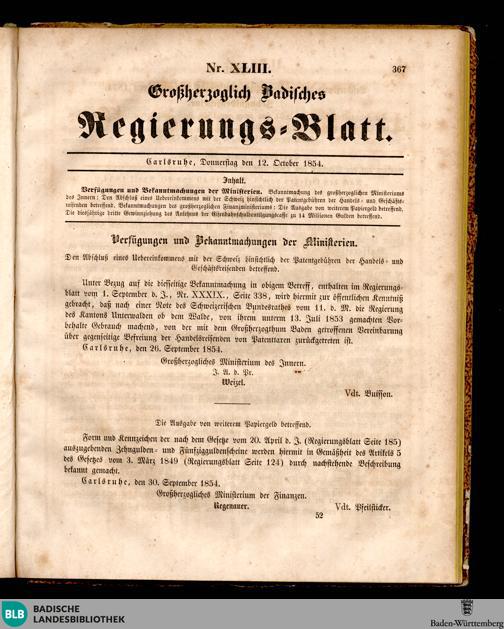 Nr. XLIII. 367
Großherzoglich Badisches
Regierungs-Blatt.
Carlsruhe, Donnerstag den 12. October 1854.
Inhalt.
Verfügungen und Bekanntmachungen der Ministerien. Bekanntmachung des großherzoglichen Ministeriums
des Innern: Den Abschluß eines Uebereinkommens mit der Schweiz hinsichtlich der Patentgebühren der Handels- und Geschäfts-
reisenden betreffend. Bekanntmachungen des großherzoglichen Finanzministeriums: Die Ausgabe von weiterem Papiergeld betreffend.
Die diesjährige dritte Gewinnziehung des Anlehens der Eisenbahnschuldentilgungscasse zu 14 Millionen Gulden betreffend.
Verfügungen und Bekanntmachungen der Ministerien.
Den Abschluß eines Uebereinkommens mit der Schweiz hinsichtlich der Patentgebühren der Handels- und
Geschäftsreisenden betreffend.
Unter Bezug auf die diesseitige Bekanntmachung in obigem Betreff, enthalten im Regierungs-
blatt vom 1. September d. J., Nr. XXXIX., Seite 338, wird hiermit zur öffentlichen Kenntniß
gebracht, daß nach einer Note des Schweizerischen Bundesrathes vom 11. d. M. die Regierung
des Kantons Unterwalden ob dem Walde, von ihrem unterm 13. Juli 1853 gemachten Vor-
behalte Gebrauch machend, von der mit dem Großherzogthum Baden getroffenen Vereinbarung
über gegenseitige Befreiung der Handelsreisenden von Patenttaxen zurückgetreten ist.
Carlsruhe, den 26. September 1854.
Großherzogliches Ministerium des Innern.
J. A. d. Pr.
Weizel.
Vdt. Buisson.
Die Ausgabe von weiterem Papiergeld betreffend.
Form und Kennzeichen der nach dem Gesetze vom 20. April d. J. (Regierungsblatt Seite 185)
auszugebenden Zehngulden- und Fünfziggulden­scheine werden hiermit in Gemäßheit des Artikels 5
des Gesetzes vom 3. März 1849 (Regierungsblatt Seite 124) durch nachstehende Beschreibung
bekannt gemacht.
Carlsruhe, den 30. September 1854.
Großherzogliches Ministerium der Finanzen.
Regenauer. Vdt. Pfeilsticker.
52
BLB BADISCHE
LANDESBIBLIOTHEK
Baden-Württemberg